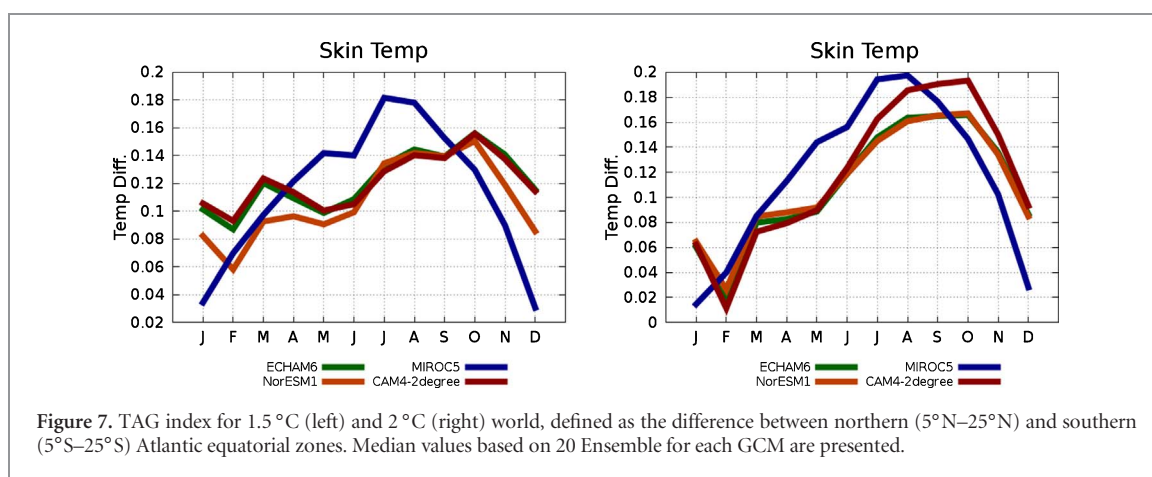 Skin Temp
0.2
0.18
0.16
0.14
0.12
0.1
0.08
0.06
0.04
0.02
Temp Diff.
J F M A M J J A S O N D
ECHAM6 MIROC5
NorESM1 CAM4-2degree
Skin Temp
0.2
0.18
0.16
0.14
0.12
0.1
0.08
0.06
0.04
0.02
0
Temp Diff.
J F M A M J J A S O N D
ECHAM6 MIROC5
NorESM1 CAM4-2degree
Figure 7. TAG index for 1.5 °C (left) and 2 °C (right) world, defined as the difference between northern (5°N–25°N) and southern
(5°S–25°S) Atlantic equatorial zones. Median values based on 20 Ensemble for each GCM are presented.